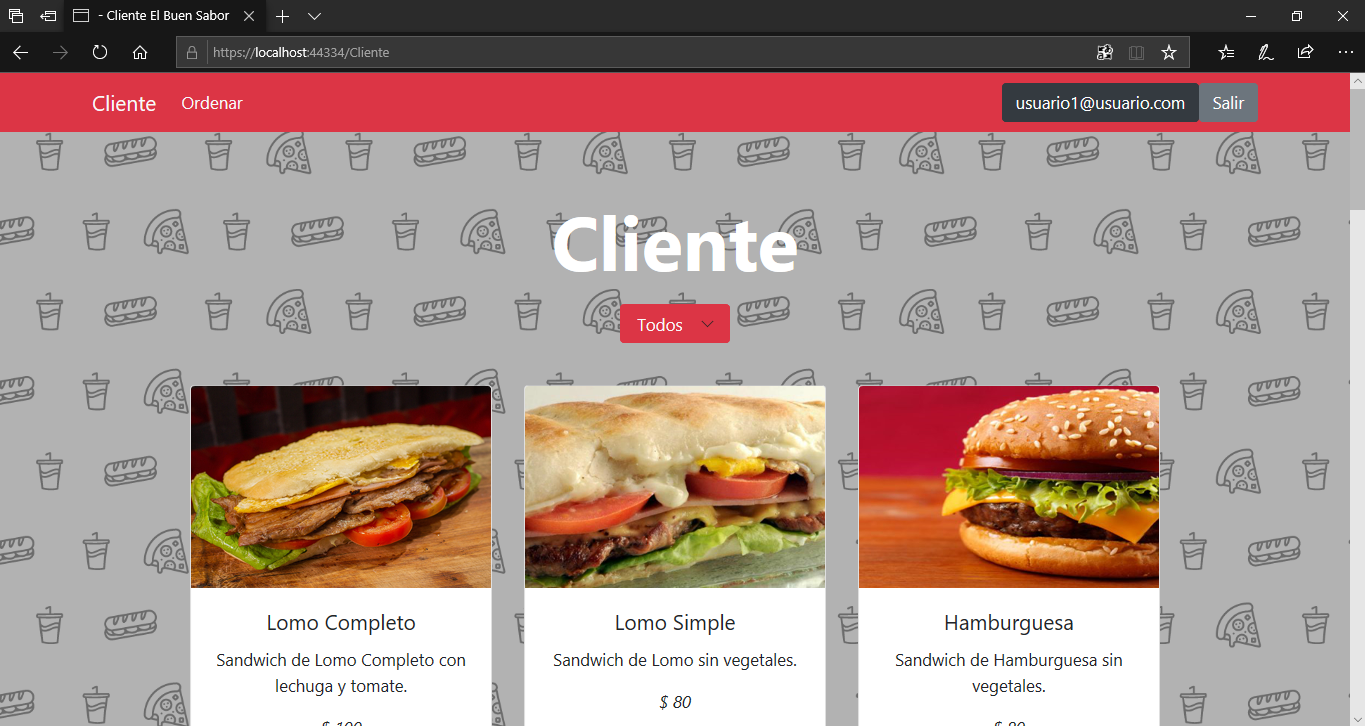 - Cliente El Buen Sabor
https://localhost:44334/Cliente
Cliente Ordenar usuario1@usuario.com Salir
Cliente
Todos
Lomo Completo
Sandwich de Lomo Completo con
lechuga y tomate.
$ 100
Lomo Simple
Sandwich de Lomo sin vegetales.
$ 80
Hamburguesa
Sandwich de Hamburguesa sin
vegetales.
$ 80